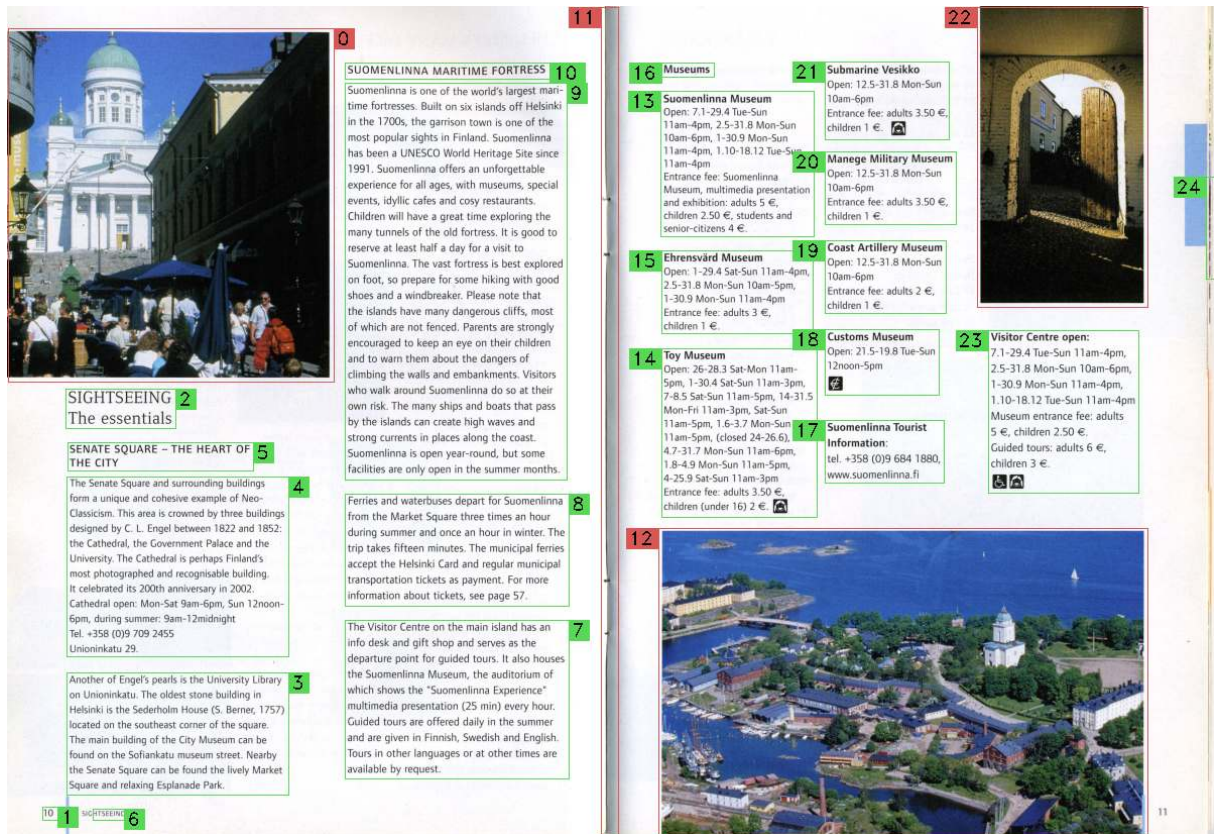 0
SIGHTSEEING 2
The essentials
SENATE SQUARE – THE HEART OF 5
THE CITY
The Senate Square and surrounding buildings 4
form a unique and cohesive example of Neo-
Classicism. This area is crowned by three buildings
designed by C. L. Engel between 1822 and 1852:
the Cathedral, the Government Palace and the
University. The Cathedral is perhaps Finland's
most photographed and recognisable building.
It celebrated its 200th anniversary in 2002.
Cathedral open: Mon-Sat 9am-6pm, Sun 12noon-
6pm, during summer: 9am-12midnight
Tel. +358 (0)9 709 2455
Unioninkatu 29.
Another of Engel's pearls is the University Library 3
on Unioninkatu. The oldest stone building in
Helsinki is the Sederholm House (S. Berner, 1757)
located on the southeast corner of the square.
The main building of the City Museum can be
found on the Sofiankatu museum street. Nearby
the Senate Square can be found the lively Market
Square and relaxing Esplanade Park.
10 1 SIGHTSEEING 6
SUOMENLINNA MARITIME FORTRESS 10
Suomenlinna is one of the world's largest mari- 9
time fortresses. Built on six islands off Helsinki
in the 1700s, the garrison town is one of the
most popular sights in Finland. Suomenlinna
has been a UNESCO World Heritage Site since
1991. Suomenlinna offers an unforgettable
experience for all ages, with museums, special
events, idyllic cafes and cosy restaurants.
Children will have a great time exploring the
many tunnels of the old fortress. It is good to
reserve at least half a day for a visit to
Suomenlinna. The vast fortress is best explored
on foot, so prepare for some hiking with good
shoes and a windbreaker. Please note that
the islands have many dangerous cliffs, most
of which are not fenced. Parents are strongly
encouraged to keep an eye on their children
and to warn them about the dangers of
climbing the walls and embankments. Visitors
who walk around Suomenlinna do so at their
own risk. The many ships and boats that pass
by the islands can create high waves and
strong currents in places along the coast.
Suomenlinna is open year-round, but some
facilities are only open in the summer months.
Ferries and waterbuses depart for Suomenlinna 8
from the Market Square three times an hour
during summer and once an hour in winter. The
trip takes fifteen minutes. The municipal ferries
accept the Helsinki Card and regular municipal
transportation tickets as payment. For more
information about tickets, see page 57.
The Visitor Centre on the main island has an 7
info desk and gift shop and serves as the
departure point for guided tours. It also houses
the Suomenlinna Museum, the auditorium of
which shows the "Suomenlinna Experience"
multimedia presentation (25 min) every hour.
Guided tours are offered daily in the summer
and are given in Finnish, Swedish and English.
Tours in other languages or at other times are
available by request.
11
16 Museums
13 Suomenlinna Museum
Open: 7.1-29.4 Tue-Sun
11am-4pm, 2.5-31.8 Mon-Sun
10am-6pm, 1-30.9 Mon-Sun
11am-4pm, 1.10-18.12 Tue-Sun
11am-4pm
Entrance fee: Suomenlinna
Museum, multimedia presentation
and exhibition: adults 5 €,
children 2.50 €, students and
senior-citizens 4 €.
15 Ehrensvärd Museum
Open: 1-29.4 Sat-Sun 11am-4pm,
2.5-31.8 Mon-Sun 10am-5pm,
1-30.9 Mon-Sun 11am-4pm
Entrance fee: adults 3 €,
children 1 €.
14 Toy Museum
Open: 26-28.3 Sat-Mon 11am-
5pm, 1-30.4 Sat-Sun 11am-3pm,
7-8.5 Sat-Sun 11am-5pm, 14-31.5
Mon-Fri 11am-3pm, Sat-Sun
11am-5pm, 1.6-3.7 Mon-Sun
11am-5pm, (closed 24-26.6),
4.7-31.7 Mon-Sun 11am-6pm,
1.8-4.9 Mon-Sun 11am-5pm,
4-25.9 Sat-Sun 11am-3pm
Entrance fee: adults 3.50 €,
children (under 16) 2 €.
21 Submarine Vesikko
Open: 12.5-31.8 Mon-Sun
10am-6pm
Entrance fee: adults 3.50 €,
children 1 €.
20 Manege Military Museum
Open: 12.5-31.8 Mon-Sun
10am-6pm
Entrance fee: adults 3.50 €,
children 1 €.
19 Coast Artillery Museum
Open: 12.5-31.8 Mon-Sun
10am-6pm
Entrance fee: adults 2 €,
children 1 €.
18 Customs Museum
Open: 21.5-19.8 Tue-Sun
12noon-5pm
17 Suomenlinna Tourist
Information:
tel. +358 (0)9 684 1880,
www.suomenlinna.fi
22
24
23 Visitor Centre open:
7.1-29.4 Tue-Sun 11am-4pm,
2.5-31.8 Mon-Sun 10am-6pm,
1-30.9 Mon-Sun 11am-4pm,
1.10-18.12 Tue-Sun 11am-4pm
Museum entrance fee: adults
5 €, children 2.50 €.
Guided tours: adults 6 €,
children 3 €.
12
11